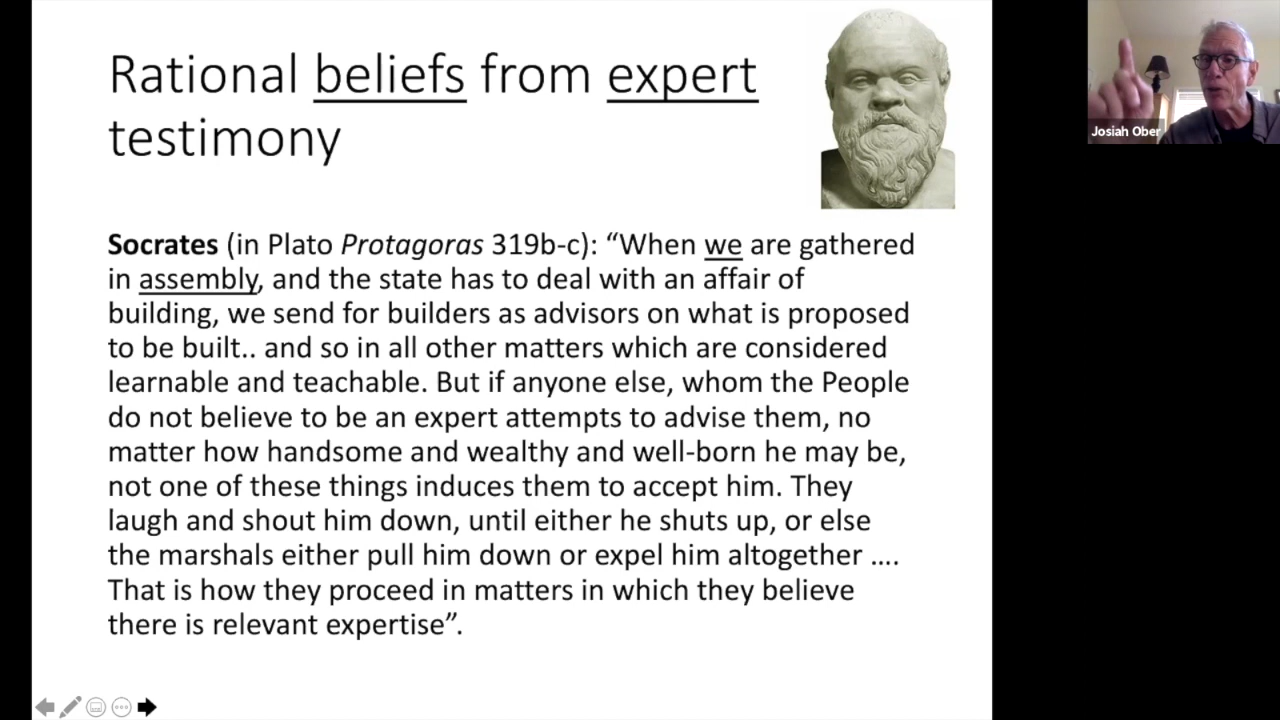 Rational beliefs from expert
testimony
Josiah Ober
Socrates (in Plato Protagoras 319b-c): “When we are gathered
in assembly, and the state has to deal with an affair of
building, we send for builders as advisors on what is proposed
to be built.. and so in all other matters which are considered
learnable and teachable. But if anyone else, whom the People
do not believe to be an expert attempts to advise them, no
matter how handsome and wealthy and well-born he may be,
not one of these things induces them to accept him. They
laugh and shout him down, until either he shuts up, or else
the marshals either pull him down or expel him altogether ….
That is how they proceed in matters in which they believe
there is relevant expertise”.